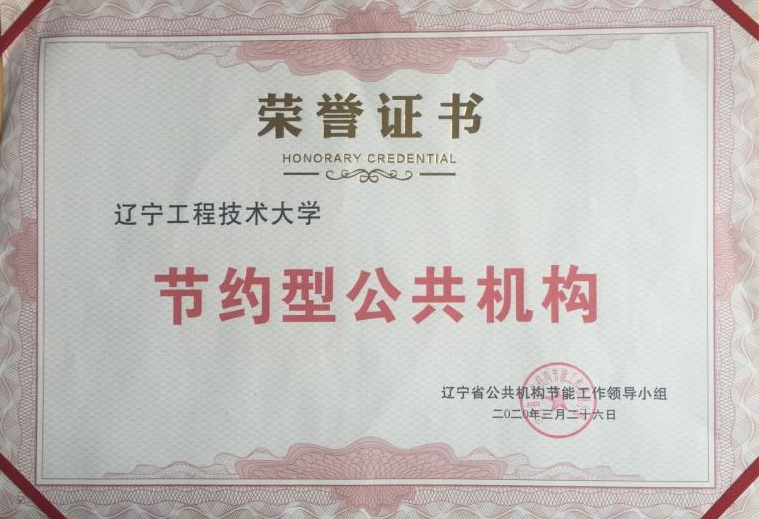 荣誉证书
HONORARY CREDENTIAL
辽宁工程技术大学
节约型公共机构
辽宁省公共机构节能工作领导小组
二〇二〇年三月二十六日